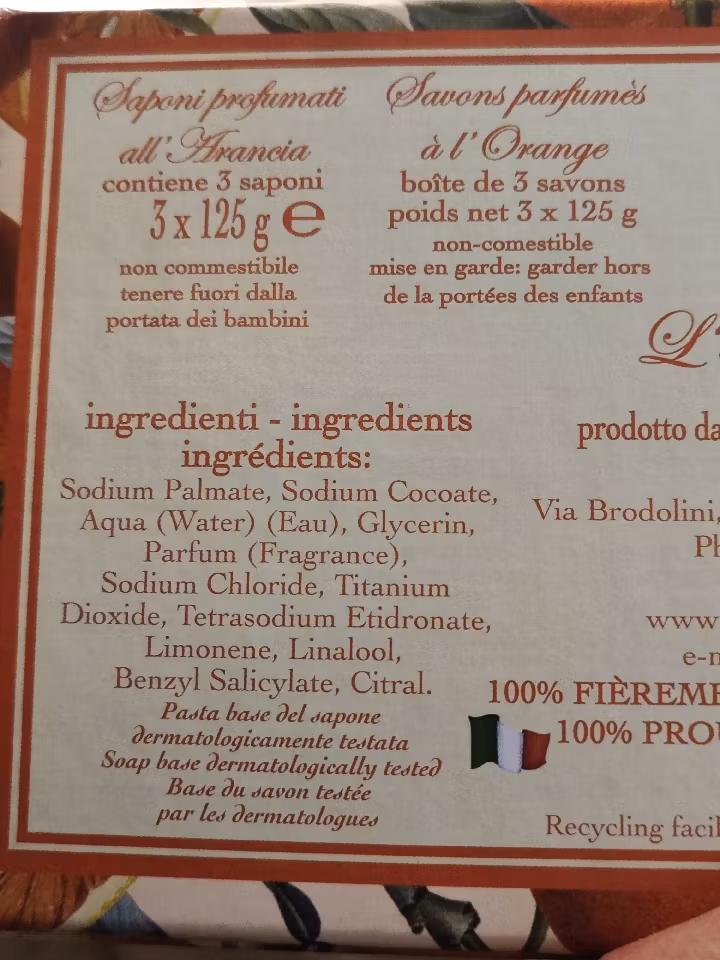 Saponi profumati
all'Arancia
contiene 3 saponi
3 x 125 g ℮
non commestibile
tenere fuori dalla
portata dei bambini
Savons parfumès
à l'Orange
boîte de 3 savons
poids net 3 x 125 g
non-comestible
mise en garde: garder hors
de la portées des enfants
ingredienti - ingredients
ingrédients:
Sodium Palmate, Sodium Cocoate,
Aqua (Water) (Eau), Glycerin,
Parfum (Fragrance),
Sodium Chloride, Titanium
Dioxide, Tetrasodium Etidronate,
Limonene, Linalool,
Benzyl Salicylate, Citral.
Pasta base del sapone
dermatologicamente testata
Soap base dermatologically tested
Base du savon testée
par les dermatologues
L'
prodotto da
Via Brodolini,
www
100% FIÈREME
100% PROU
Recycling facil